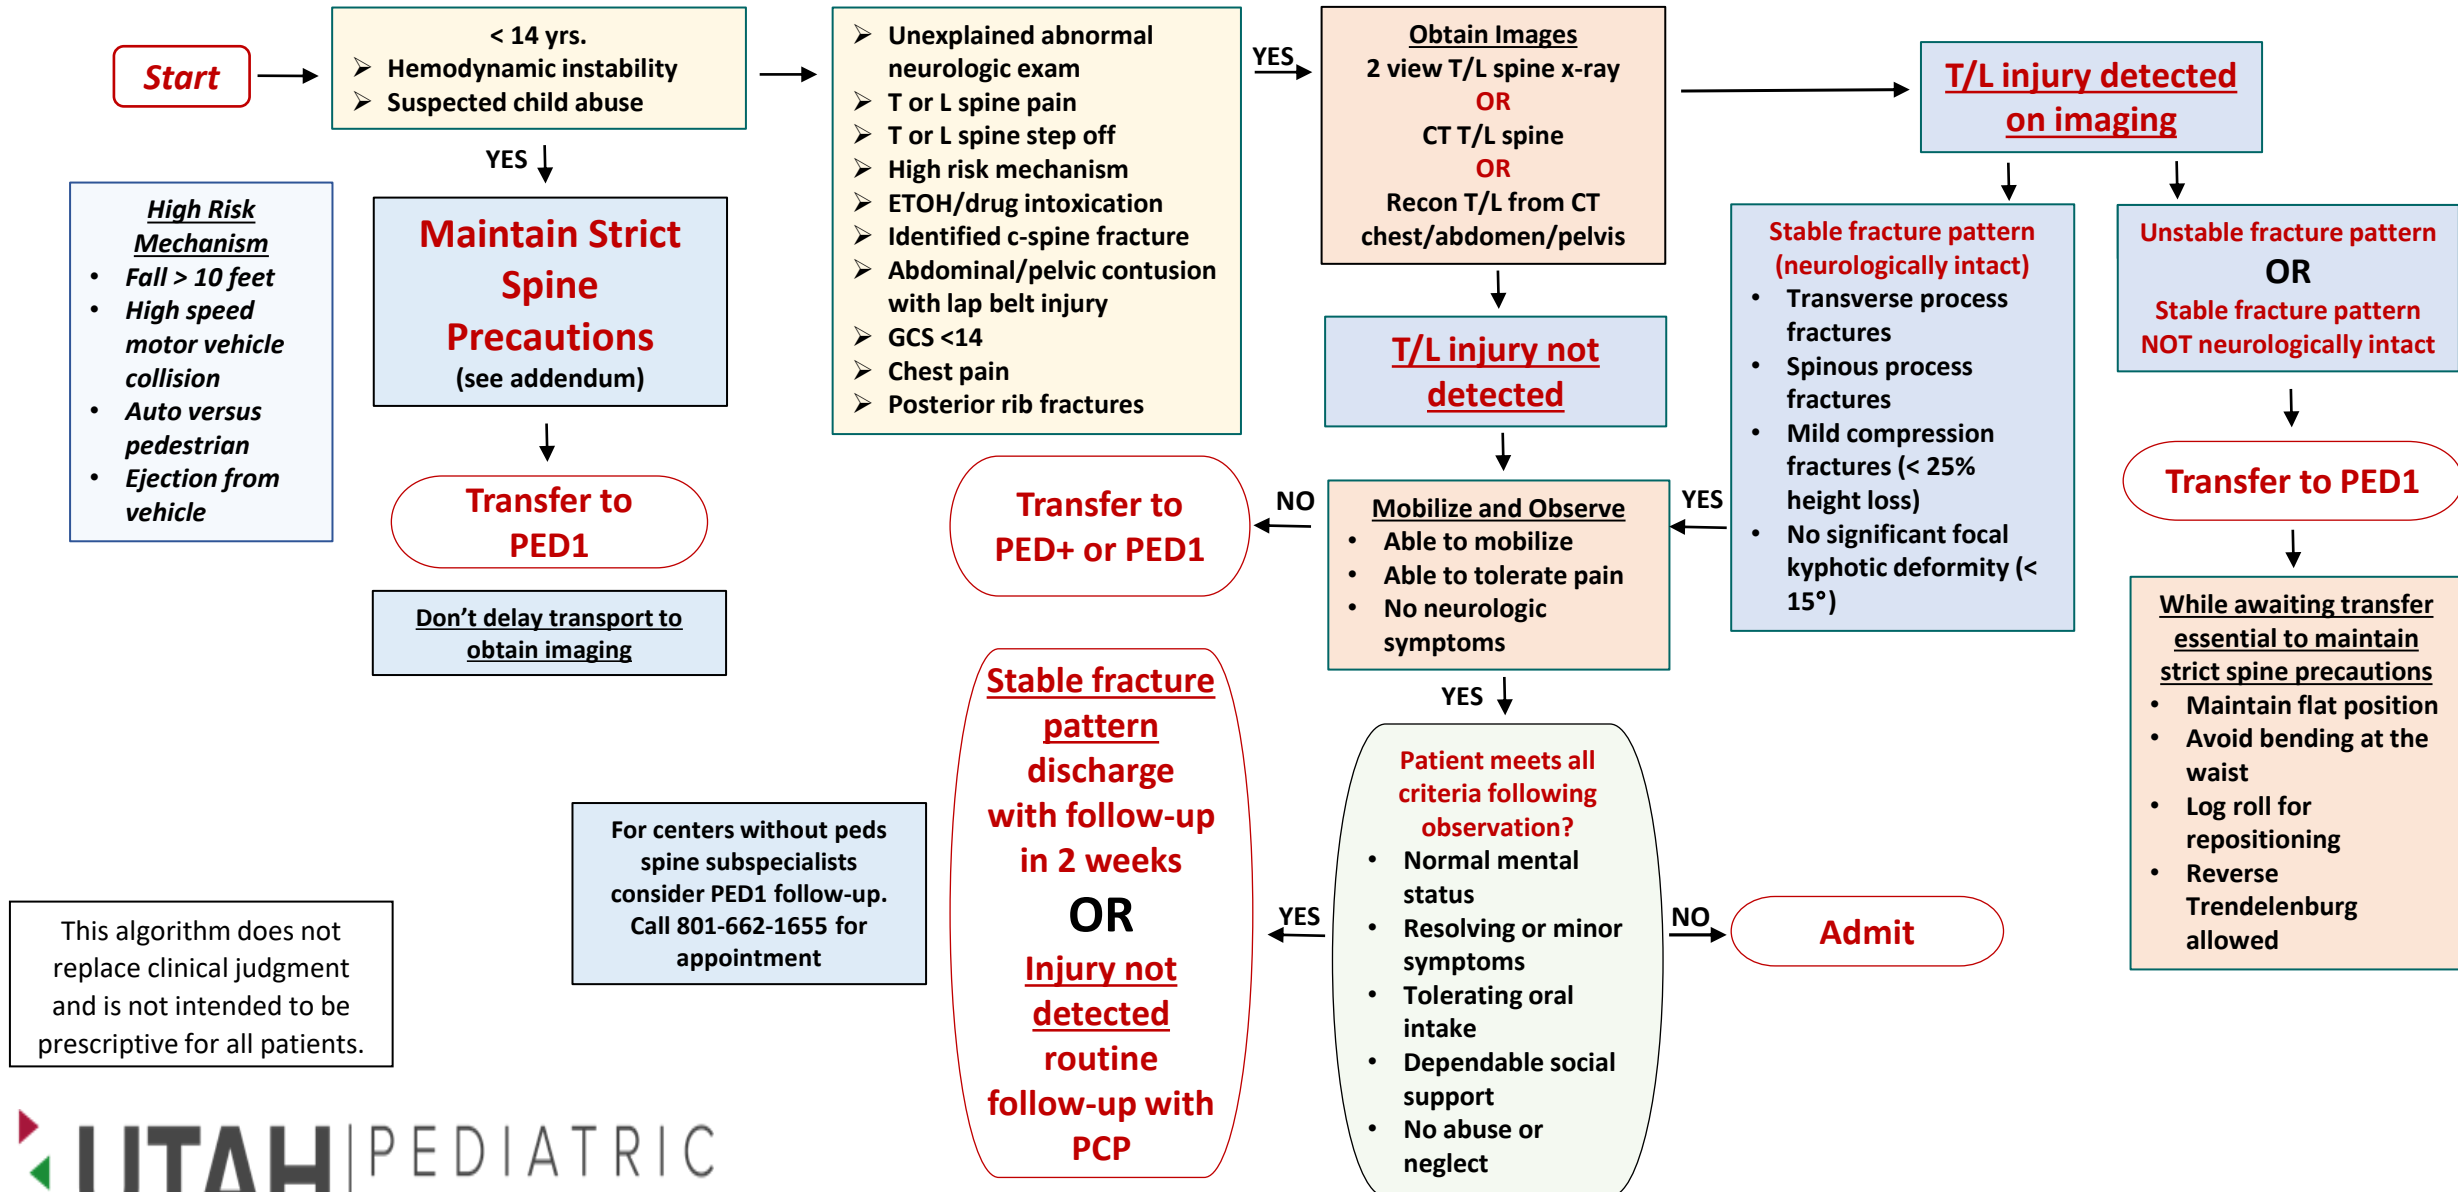 Start
< 14 yrs.
➢ Hemodynamic instability
➢ Suspected child abuse
YES
Maintain Strict
Spine
Precautions
(see addendum)
Transfer to
PED1
Don’t delay transport to
obtain imaging
High Risk
Mechanism
• Fall > 10 feet
• High speed
motor vehicle
collision
• Auto versus
pedestrian
• Ejection from
vehicle
➢ Unexplained abnormal
neurologic exam
➢ T or L spine pain
➢ T or L spine step off
➢ High risk mechanism
➢ ETOH/drug intoxication
➢ Identified c-spine fracture
➢ Abdominal/pelvic contusion
with lap belt injury
➢ GCS <14
➢ Chest pain
➢ Posterior rib fractures
YES
Obtain Images
2 view T/L spine x-ray
OR
CT T/L spine
OR
Recon T/L from CT
chest/abdomen/pelvis
T/L injury not
detected
T/L injury detected
on imaging
Stable fracture pattern
(neurologically intact)
• Transverse process
fractures
• Spinous process
fractures
• Mild compression
fractures (< 25%
height loss)
• No significant focal
kyphotic deformity (<
15°)
Unstable fracture pattern
OR
Stable fracture pattern
NOT neurologically intact
Transfer to PED1
While awaiting transfer
essential to maintain
strict spine precautions
• Maintain flat position
• Avoid bending at the
waist
• Log roll for
repositioning
• Reverse
Trendelenburg
allowed
YES
Mobilize and Observe
• Able to mobilize
• Able to tolerate pain
• No neurologic
symptoms
NO
Transfer to
PED+ or PED1
YES
Patient meets all
criteria following
observation?
• Normal mental
status
• Resolving or minor
symptoms
• Tolerating oral
intake
• Dependable social
support
• No abuse or
neglect
NO
Admit
YES
Stable fracture
pattern
discharge
with follow-up
in 2 weeks
OR
Injury not
detected
routine
follow-up with
PCP
For centers without peds
spine subspecialists
consider PED1 follow-up.
Call 801-662-1655 for
appointment
This algorithm does not
replace clinical judgment
and is not intended to be
prescriptive for all patients.
UTAH PEDIATRIC